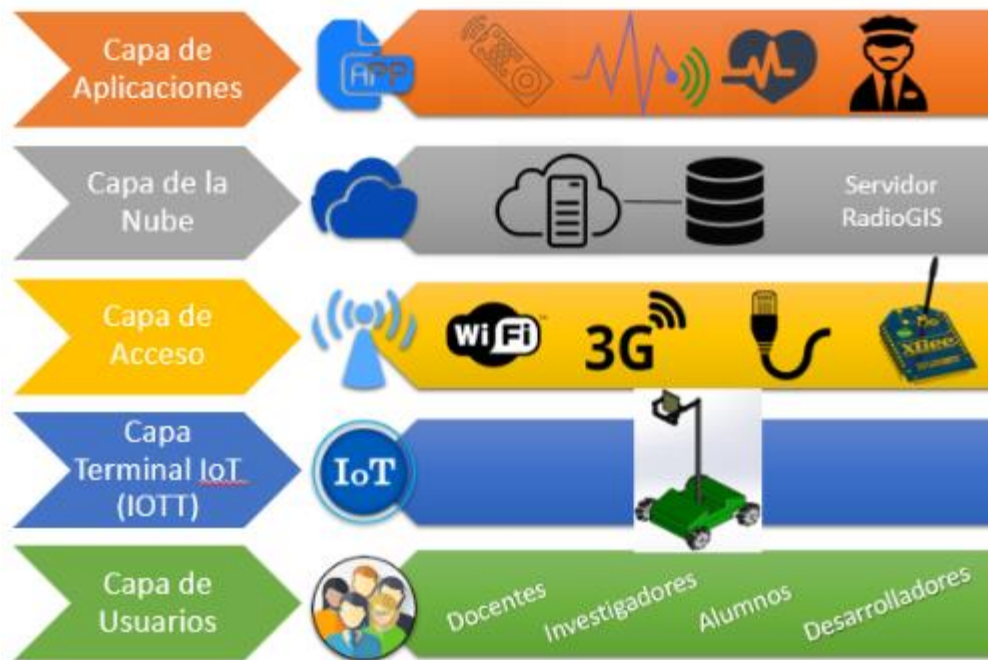 Capa de
Aplicaciones
APP
Capa de la
Nube
Servidor
RadioGIS
Capa de
Acceso
WiFi
3G
XBee
Capa
Terminal IoT
(IOTT)
IoT
Capa de
Usuarios
Docentes
Investigadores
Alumnos
Desarrolladores